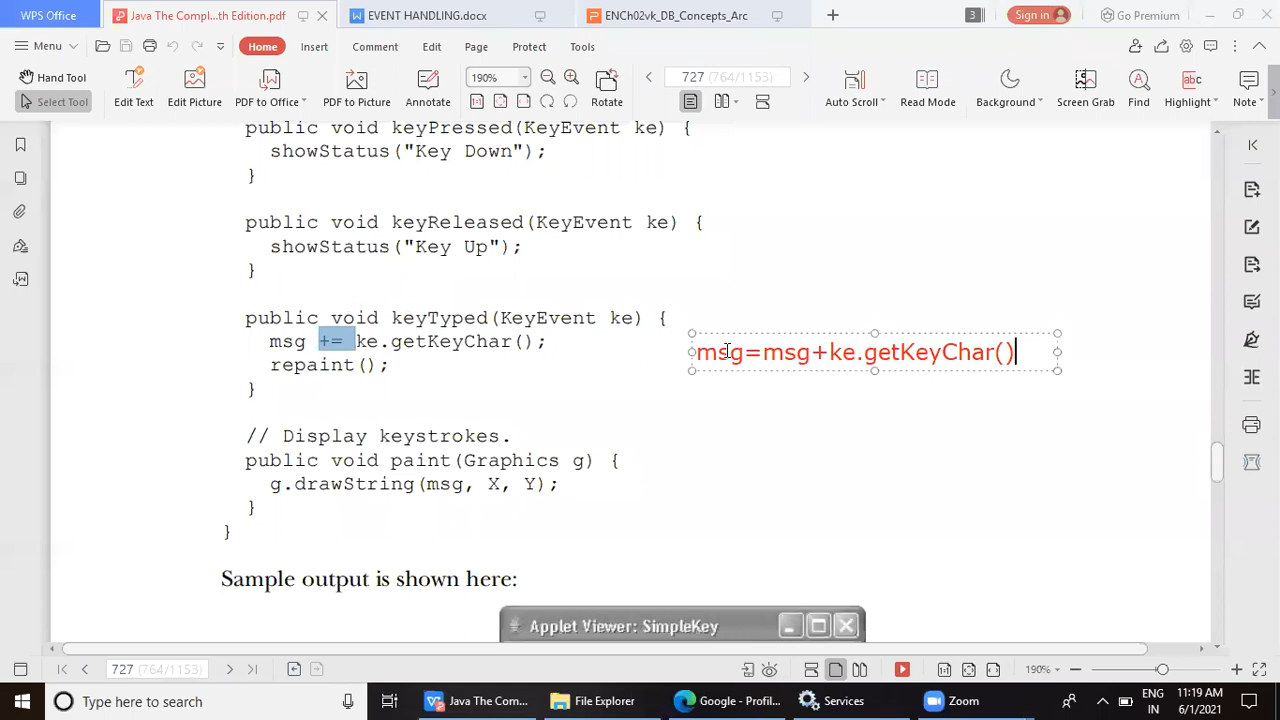 WPS Office
Java The Compl...th Edition.pdf
EVENT HANDLING.docx
ENCh02vk_DB_Concepts_Arc
3
Sign in
Go Premium
Menu
Home
Insert
Comment
Edit
Page
Protect
Tools
Hand Tool
Select Tool
Edit Text
Edit Picture
PDF to Office
PDF to Picture
Annotate
190%
Rotate
727 (764/1153)
Auto Scroll
Read Mode
Background
Screen Grab
Find
Highlight
Note
public void keyPressed(KeyEvent ke) {
showStatus("Key Down");
}
public void keyReleased(KeyEvent ke) {
showStatus("Key Up");
}
public void keyTyped(KeyEvent ke) {
msg += ke.getKeyChar();
msg=msg+ke.getKeyChar()
repaint();
}
// Display keystrokes.
public void paint(Graphics g) {
g.drawString(msg, X, Y);
}
}
Sample output is shown here:
Applet Viewer: SimpleKey
727 (764/1153)
190%
Type here to search
Java The Com...
File Explorer
Google - Profil...
Services
Zoom
ENG
IN
11:19 AM
6/1/2021